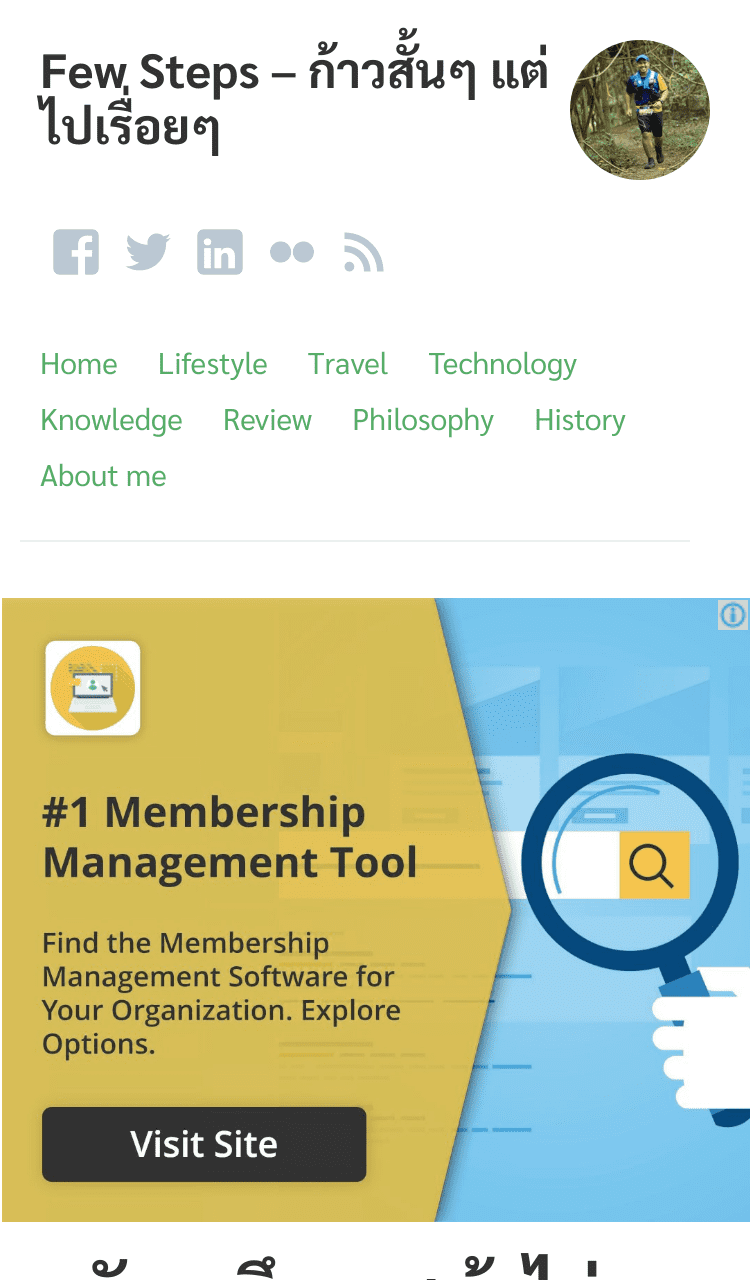 Few Steps – ก้าวสั้นๆ แต่
ไปเรื่อยๆ
Home Lifestyle Travel Technology
Knowledge Review Philosophy History
About me
#1 Membership
Management Tool
Find the Membership
Management Software for
Your Organization. Explore
Options.
Visit Site